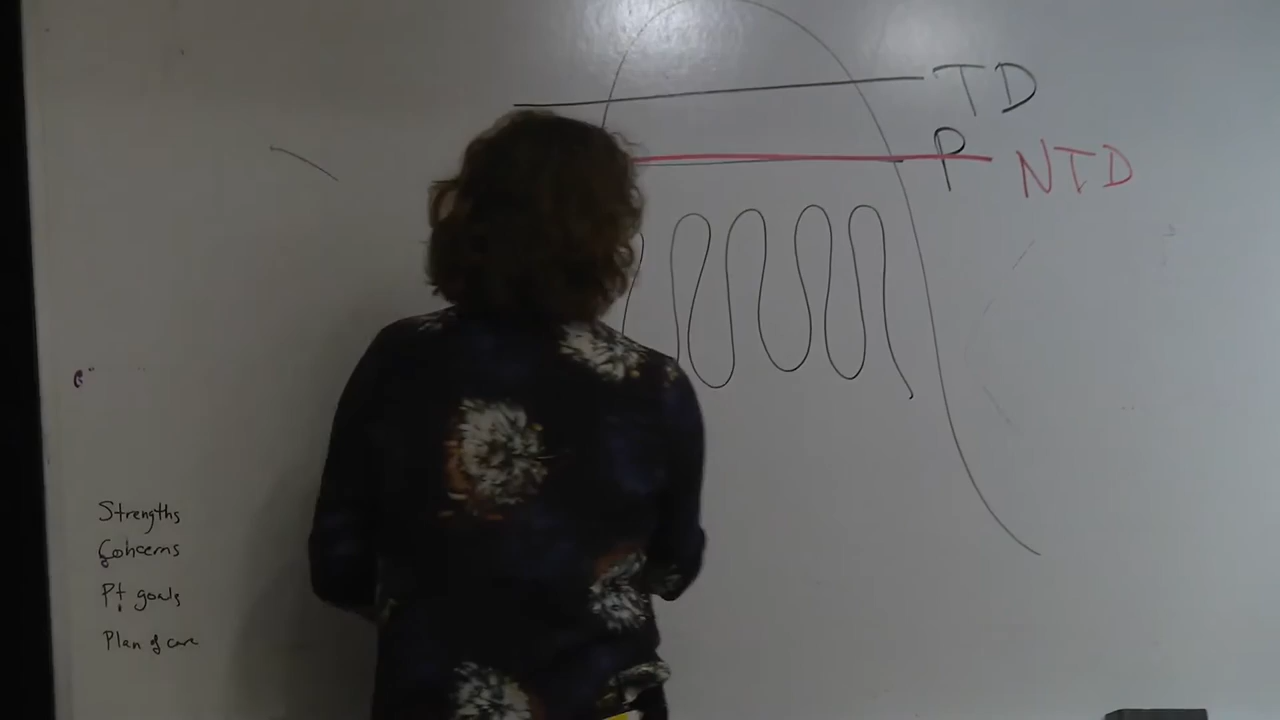 TD
P
NTD
Strengths
Concerns
Pt goals
Plan of care